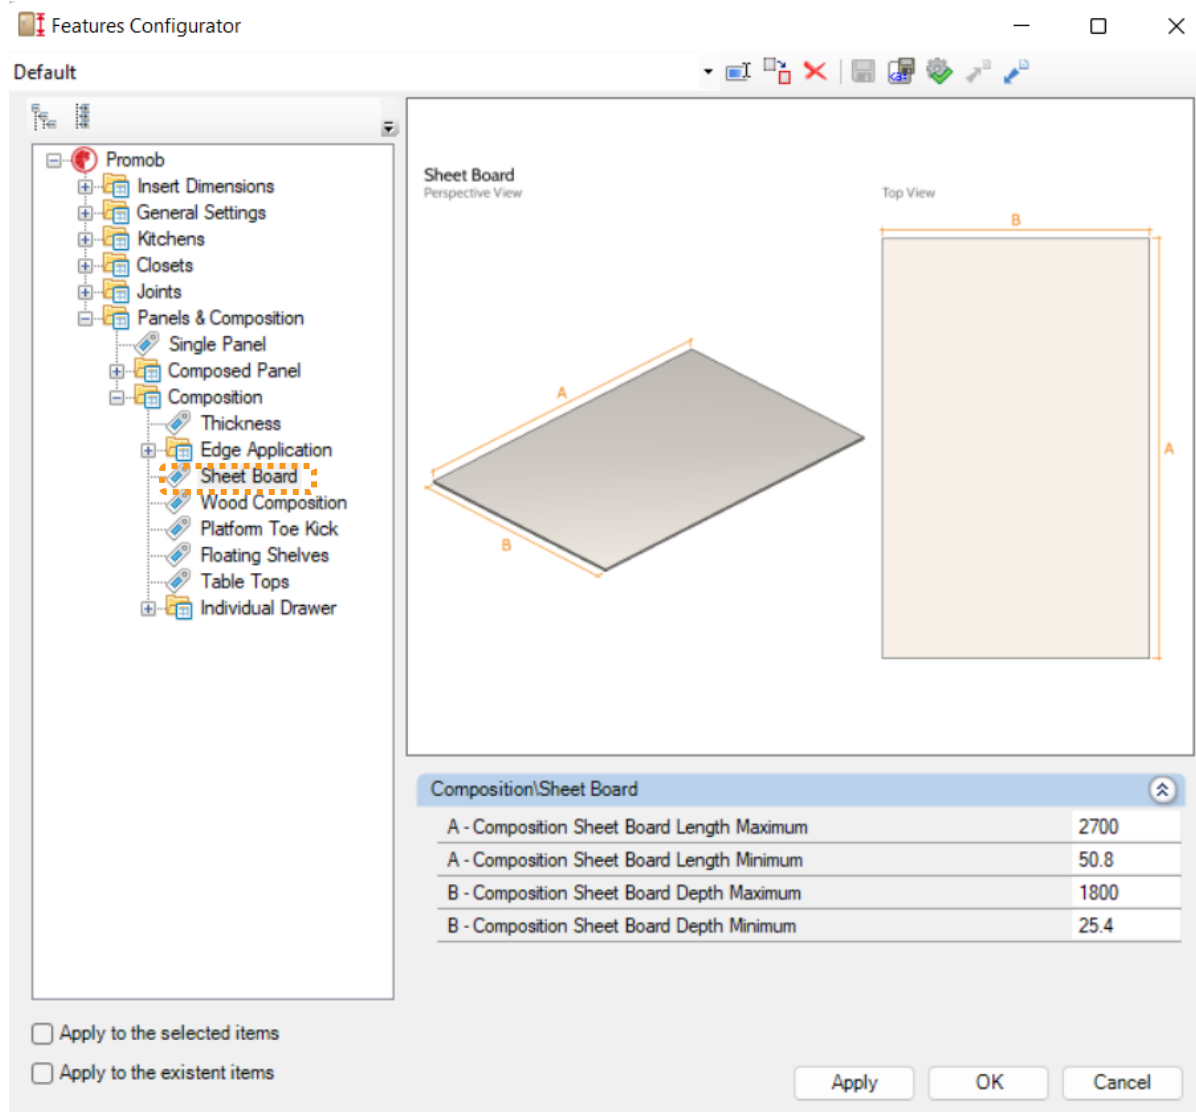 Features Configurator
Default
Promob
Insert Dimensions
General Settings
Kitchens
Closets
Joints
Panels & Composition
Single Panel
Composed Panel
Composition
Thickness
Edge Application
Sheet Board
Wood Composition
Platform Toe Kick
Floating Shelves
Table Tops
Individual Drawer
Sheet Board
Perspective View
Top View
B
A
A
B
Composition\Sheet Board
A - Composition Sheet Board Length Maximum 2700
A - Composition Sheet Board Length Minimum 50.8
B - Composition Sheet Board Depth Maximum 1800
B - Composition Sheet Board Depth Minimum 25.4
Apply to the selected items
Apply to the existent items
Apply OK Cancel